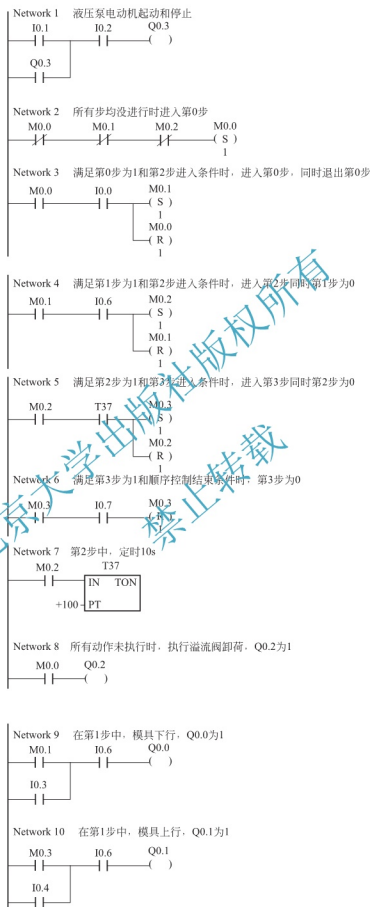 Network 1 液压泵电动机起动和停止
I0.1 I0.2 Q0.3
( )
Q0.3
Network 2 所有步均没进行时进入第0步
M0.0 M0.1 M0.2 M0.0
( S )
1
Network 3 满足第0步为1和第2步进入条件时，进入第0步，同时退出第0步
M0.0 I0.0 M0.1
( S )
1
M0.0
( R )
1
Network 4 满足第1步为1和第2步进入条件时，进入第2步同时第1步为0
M0.1 I0.6 M0.2
( S )
1
M0.1
( R )
1
Network 5 满足第2步为1和第3步进入条件时，进入第3步同时第2步为0
M0.2 T37 M0.3
( S )
1
M0.2
( R )
1
Network 6 满足第3步为1和顺序控制结束条件时，第3步为0
M0.3 I0.7 M0.3
1
Network 7 第2步中，定时10s
M0.2 T37
IN TON
+100 PT
Network 8 所有动作未执行时，执行溢流阀卸荷，Q0.2为1
M0.0 Q0.2
( )
Network 9 在第1步中，模具下行，Q0.0为1
M0.1 I0.6 Q0.0
( )
I0.3
Network 10 在第1步中，模具上行，Q0.1为1
M0.3 I0.6 Q0.1
( )
I0.4
京大学出版社版权所有
禁止转载